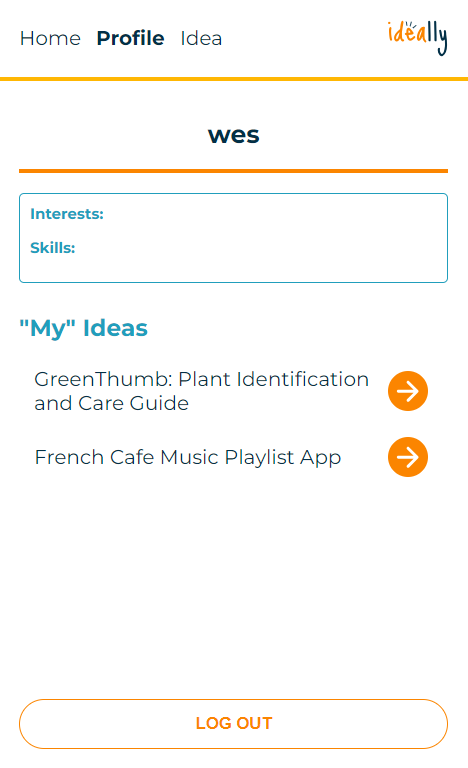 Home Profile Idea ideally
wes
Interests:
Skills:
"My" Ideas
GreenThumb: Plant Identification
and Care Guide
French Cafe Music Playlist App
LOG OUT